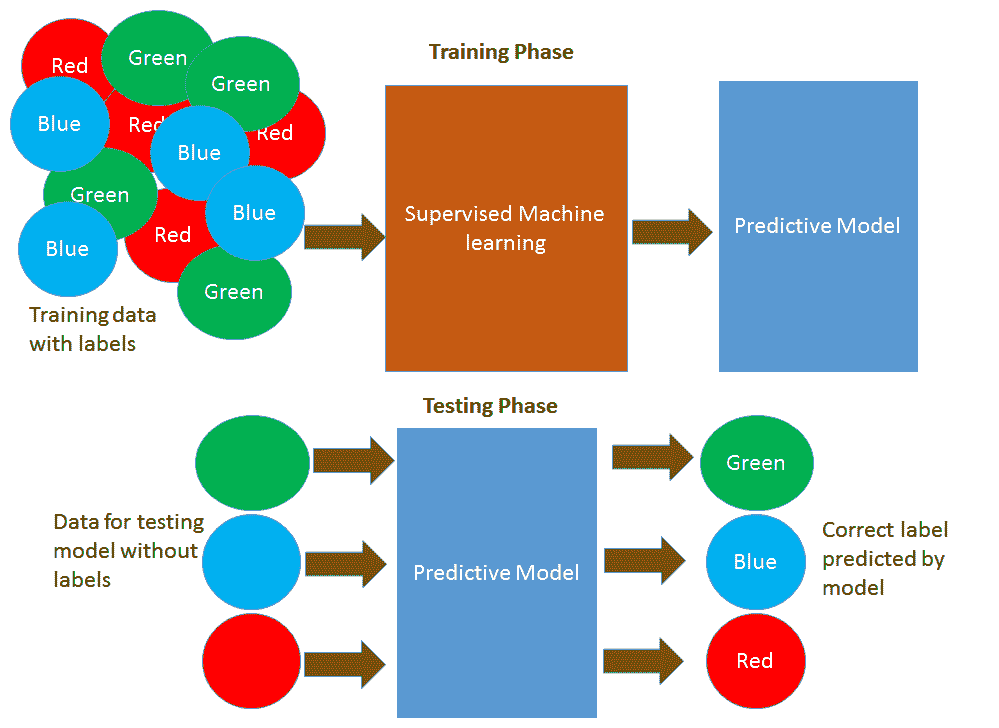 Training Phase
Red
Green
Green
Blue
Red
Blue
Red
Green
Blue
Blue
Red
Green
Training data
with labels
Supervised Machine
learning
Predictive Model
Testing Phase
Data for testing
model without
labels
Predictive Model
Green
Blue
Red
Correct label
predicted by
model